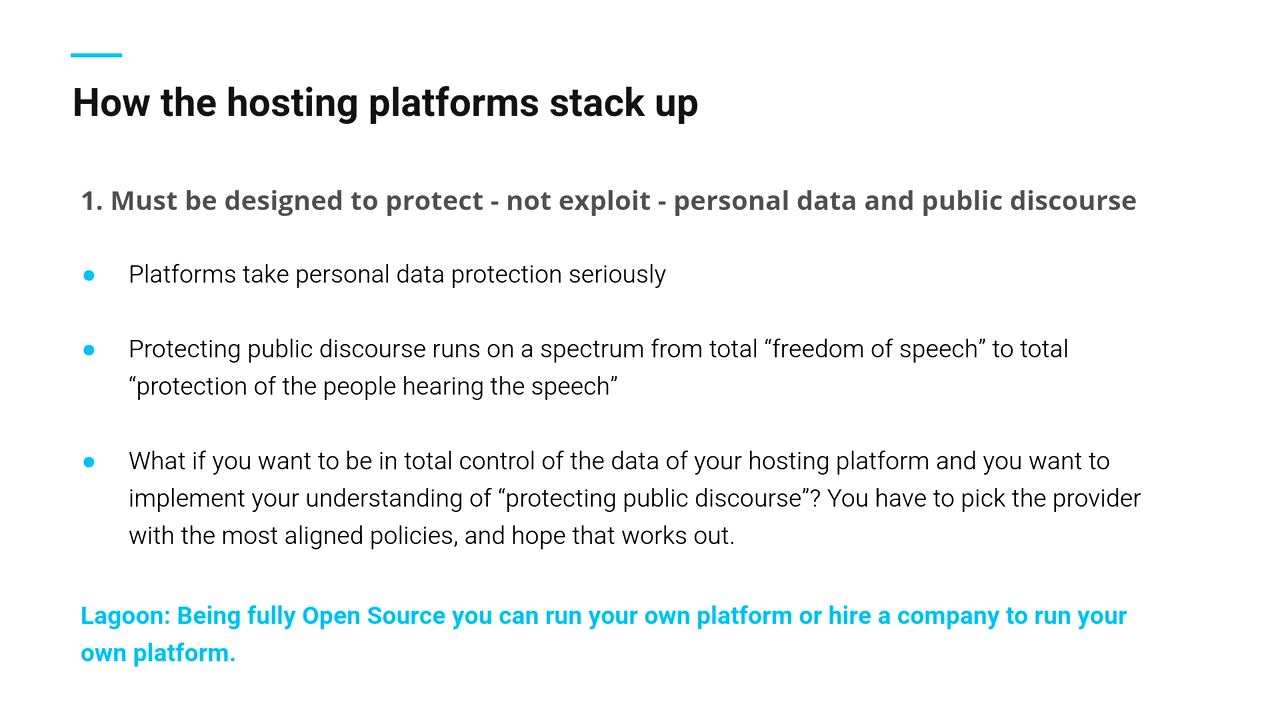 How the hosting platforms stack up
1. Must be designed to protect - not exploit - personal data and public discourse
● Platforms take personal data protection seriously
● Protecting public discourse runs on a spectrum from total “freedom of speech” to total
“protection of the people hearing the speech”
● What if you want to be in total control of the data of your hosting platform and you want to
implement your understanding of “protecting public discourse”? You have to pick the provider
with the most aligned policies, and hope that works out.
Lagoon: Being fully Open Source you can run your own platform or hire a company to run your
own platform.